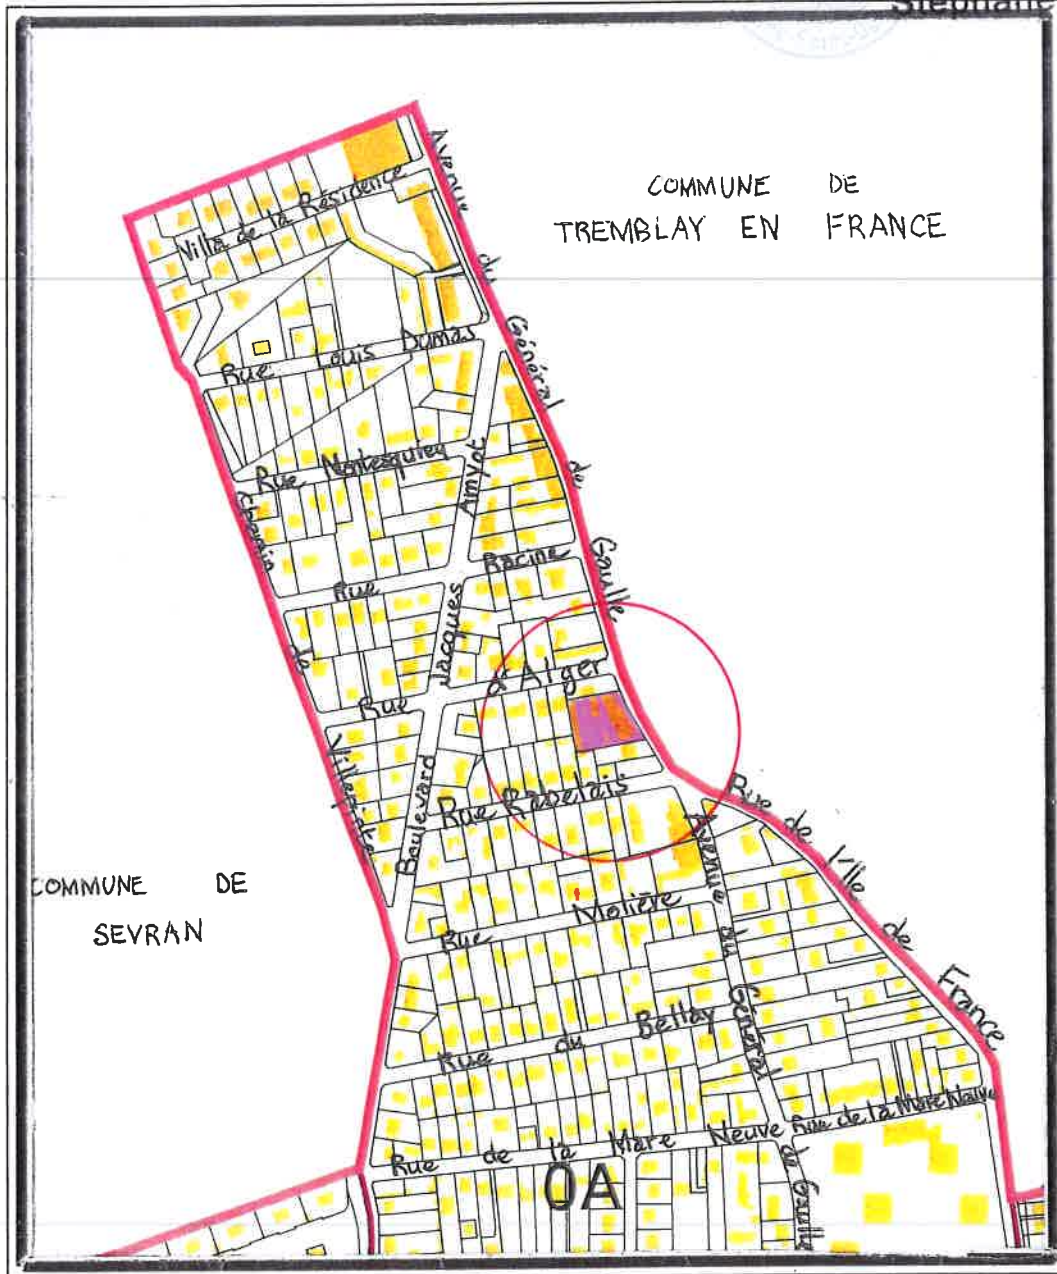 Stéphane
COMMUNE DE
TREMBLAY EN FRANCE
Avenue du Général de Gaulle
Villa de la Résidence
Rue Louis Dumas
Rue Montesquieu
Chemin de Villepinte
Boulevard Jacques Amyot
Rue Racine
Rue d'Alger
Rue Rabelais
Rue de l'Ile de France
Avenue du Général de Gaulle
COMMUNE DE
SEVRAN
Rue Molière
Rue du Bellay
Rue de la Mare Neuve
Rue de la Mare Neuve
0A